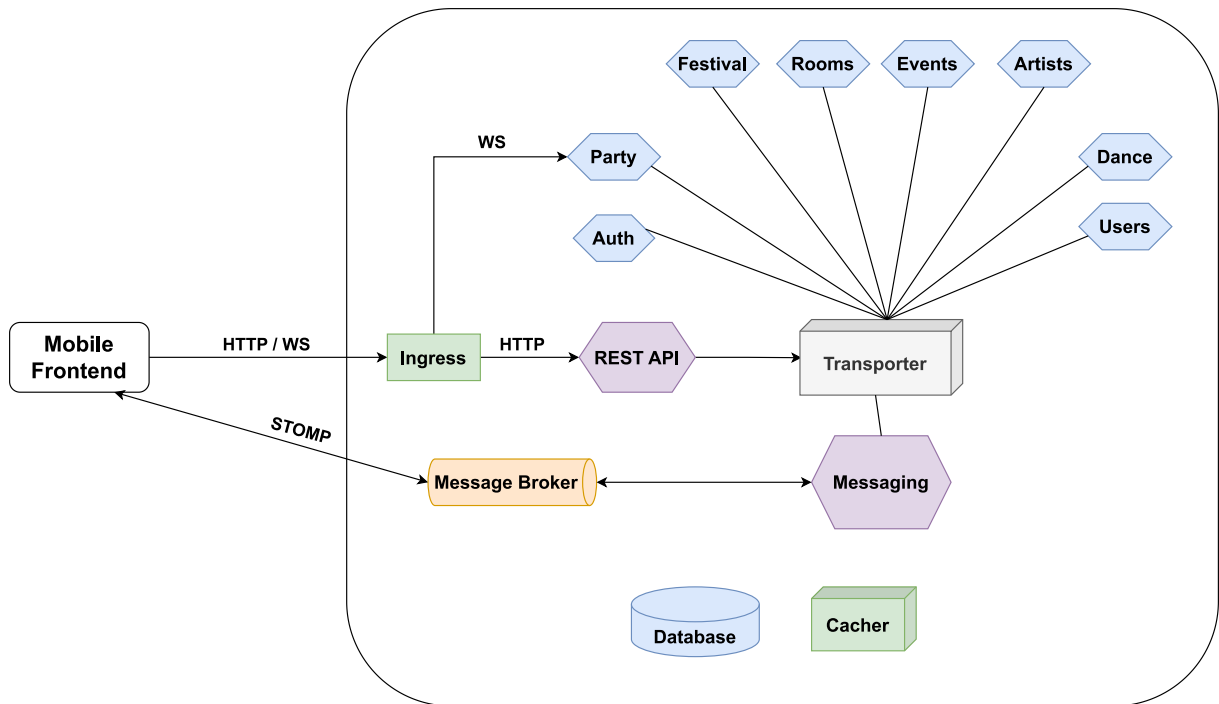 Festival
Rooms
Events
Artists
WS
Party
Dance
Auth
Users
Mobile
Frontend
HTTP / WS
Ingress
HTTP
REST API
Transporter
STOMP
Message Broker
Messaging
Database
Cacher